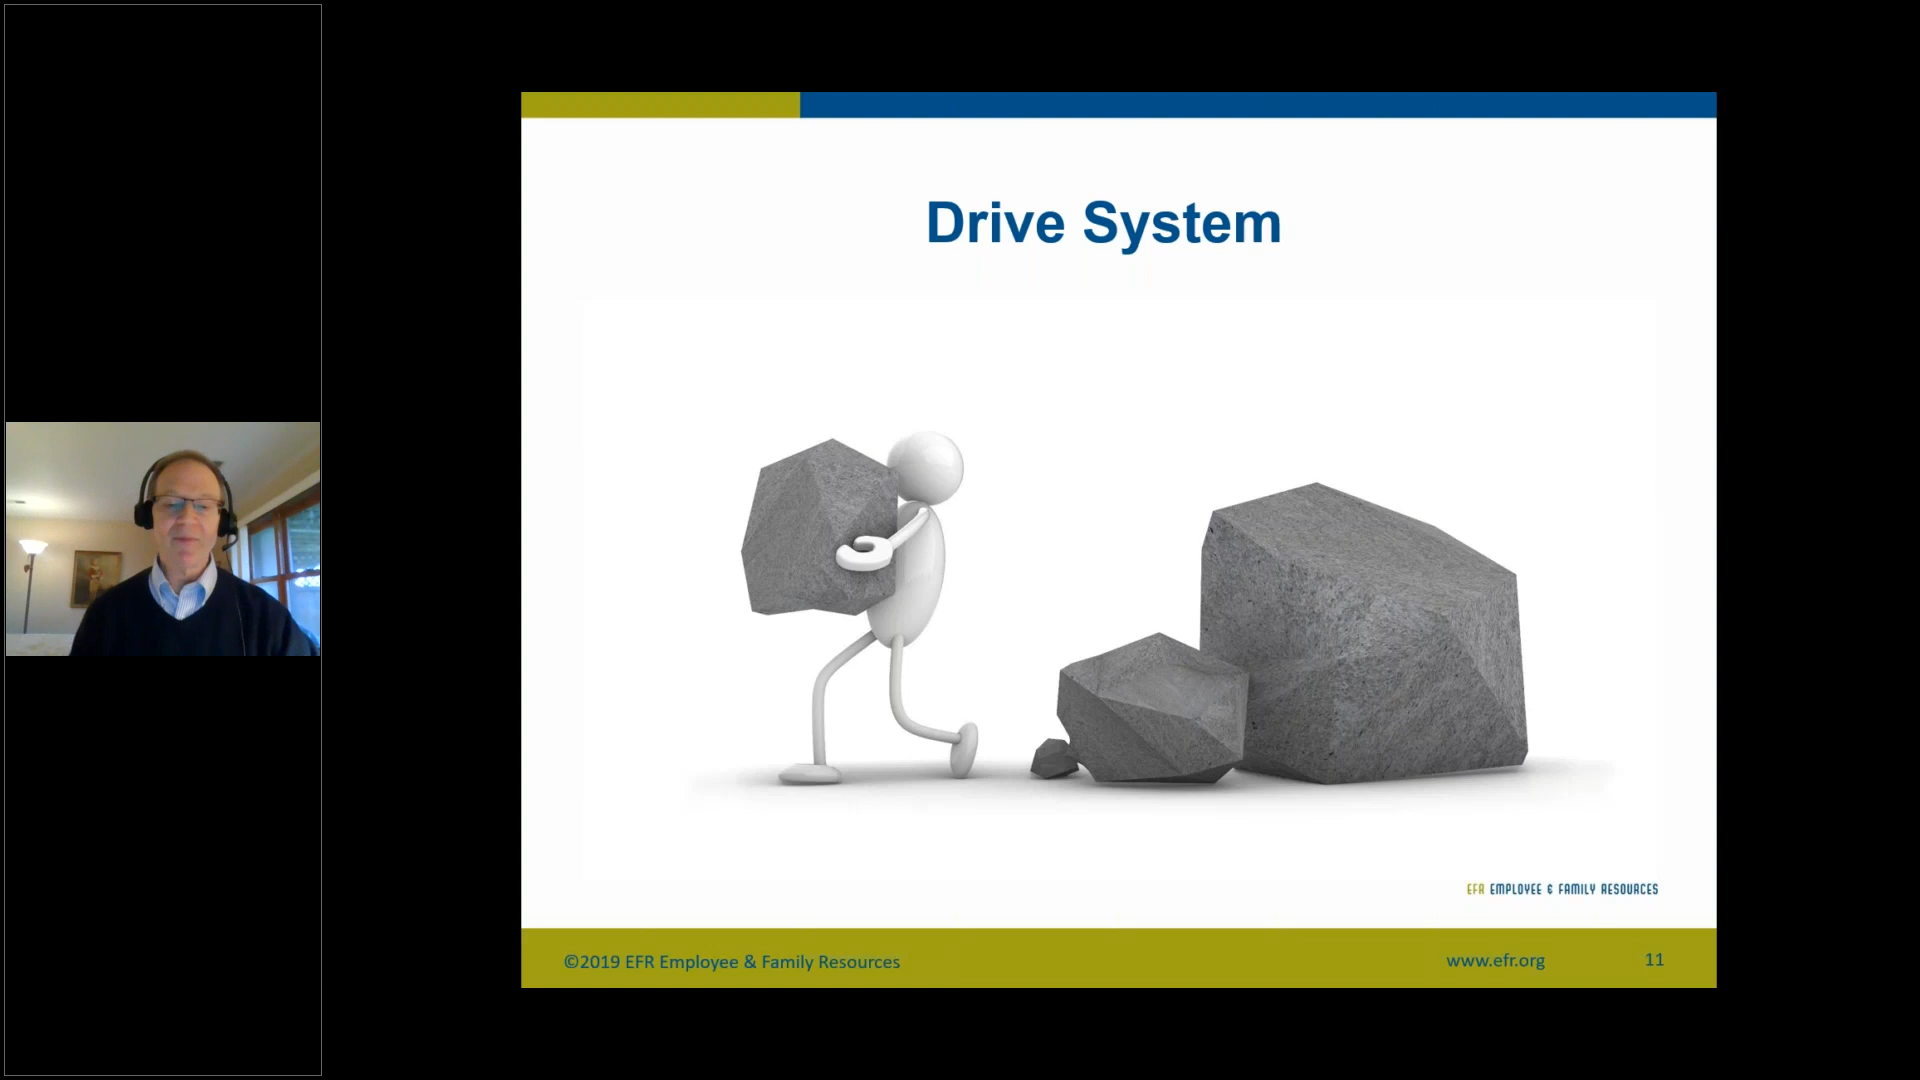 Drive System
EFR EMPLOYEE & FAMILY RESOURCES
©2019 EFR Employee & Family Resources
www.efr.org
11